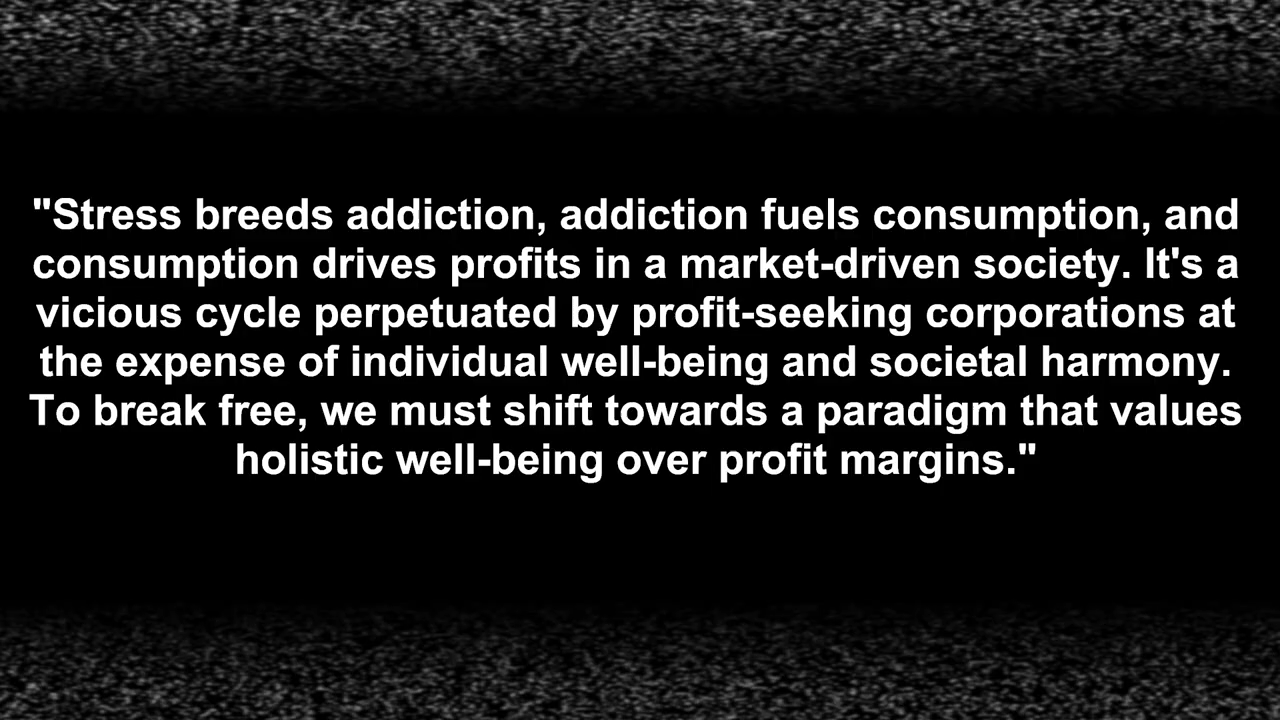 "Stress breeds addiction, addiction fuels consumption, and
consumption drives profits in a market-driven society. It's a
vicious cycle perpetuated by profit-seeking corporations at
the expense of individual well-being and societal harmony.
To break free, we must shift towards a paradigm that values
holistic well-being over profit margins."